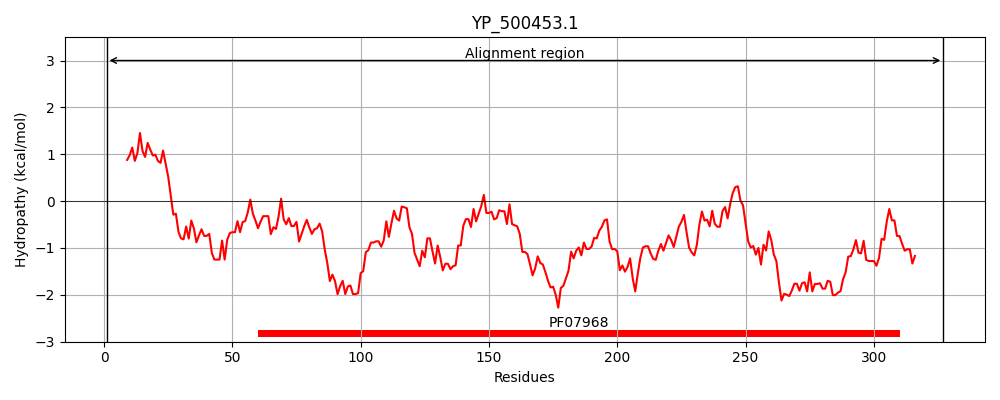 YP_500453.1
Alignment region
3
2
1
0
−1
−2
−3
Hydropathy (kcal/mol)
PF07968
0 50 100 150 200 250 300
Residues